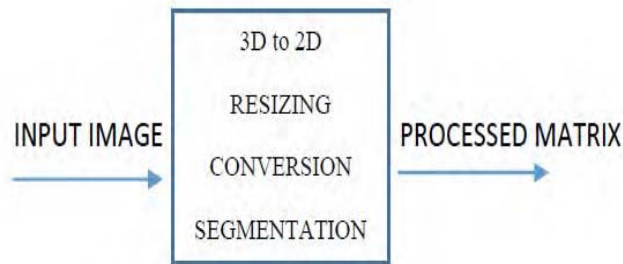 3D to 2D
RESIZING
INPUT IMAGE
PROCESSED MATRIX
CONVERSION
SEGMENTATION